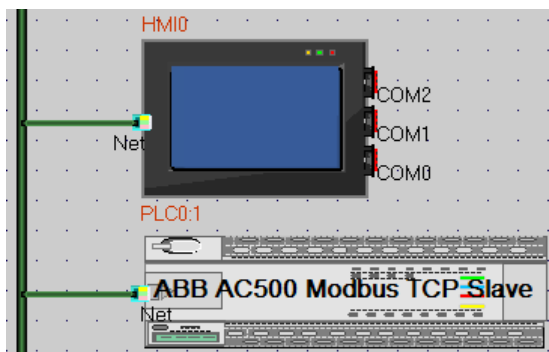 HMI0
COM2
COM1
Net
COM0
PLC0:1
ABB AC500 Modbus TCP Slave
Net